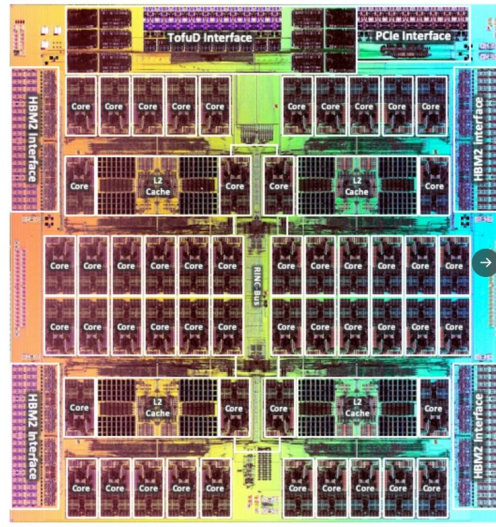 TofuD Interface PCIe Interface
HBM2 Interface
HBM2 Interface
Core Core Core Core Core Core Core Core Core Core
Core L2 Cache Core Core L2 Cache Core
Core Core Core Core Core Core Core Core Core Core Core Core
RING Bus
Core Core Core Core Core Core Core Core Core Core Core Core
Core L2 Cache Core Core L2 Cache Core
HBM2 Interface
HBM2 Interface
Core Core Core Core Core Core Core Core Core Core